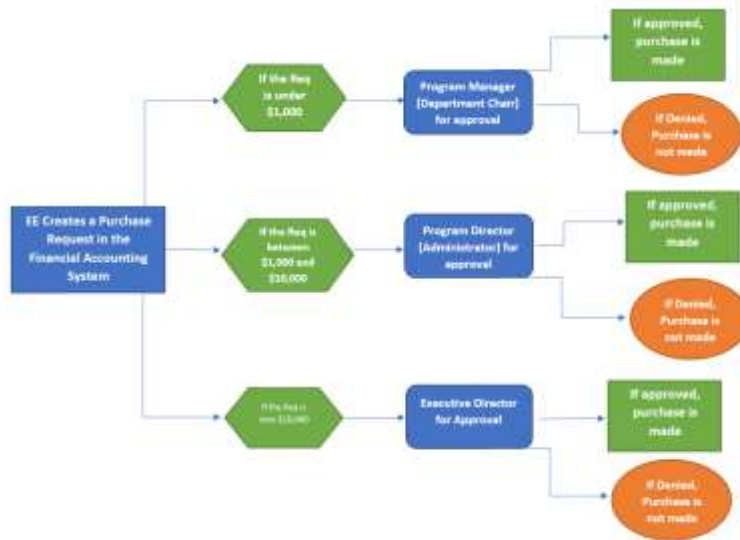 EE Creates a Purchase
Request in the
Financial Accounting
System
If the Req
is under
$1,000
Program Manager
(Department Chair)
for approval
If approved,
purchase is
made
If Denied,
Purchase is
not made
If the Req is
between
$1,000 and
$10,000
Program Director
(Administrator) for
approval
If approved,
purchase is
made
If Denied,
Purchase is
not made
If the Req is
over $10,000
Executive Director
for Approval
If approved,
purchase is
made
If Denied,
Purchase is
not made